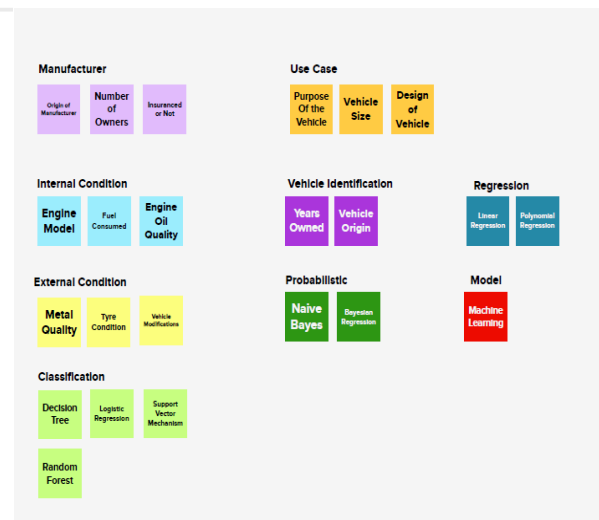 Manufacturer
Origin of
Manufacturer
Number
of
Owners
Insuranced
or Not
Use Case
Purpose
Of the
Vehicle
Vehicle
Size
Design
of
Vehicle
Internal Condition
Engine
Model
Fuel
Consumed
Engine
Oil
Quality
Vehicle Identification
Years
Owned
Vehicle
Origin
Regression
Linear
Regression
Polynomial
Regression
External Condition
Metal
Quality
Tyre
Condition
Vehicle
Modifications
Probabilistic
Naive
Bayes
Bayesian
Regression
Model
Machine
Learning
Classification
Decision
Tree
Logistic
Regression
Support
Vector
Mechanism
Random
Forest